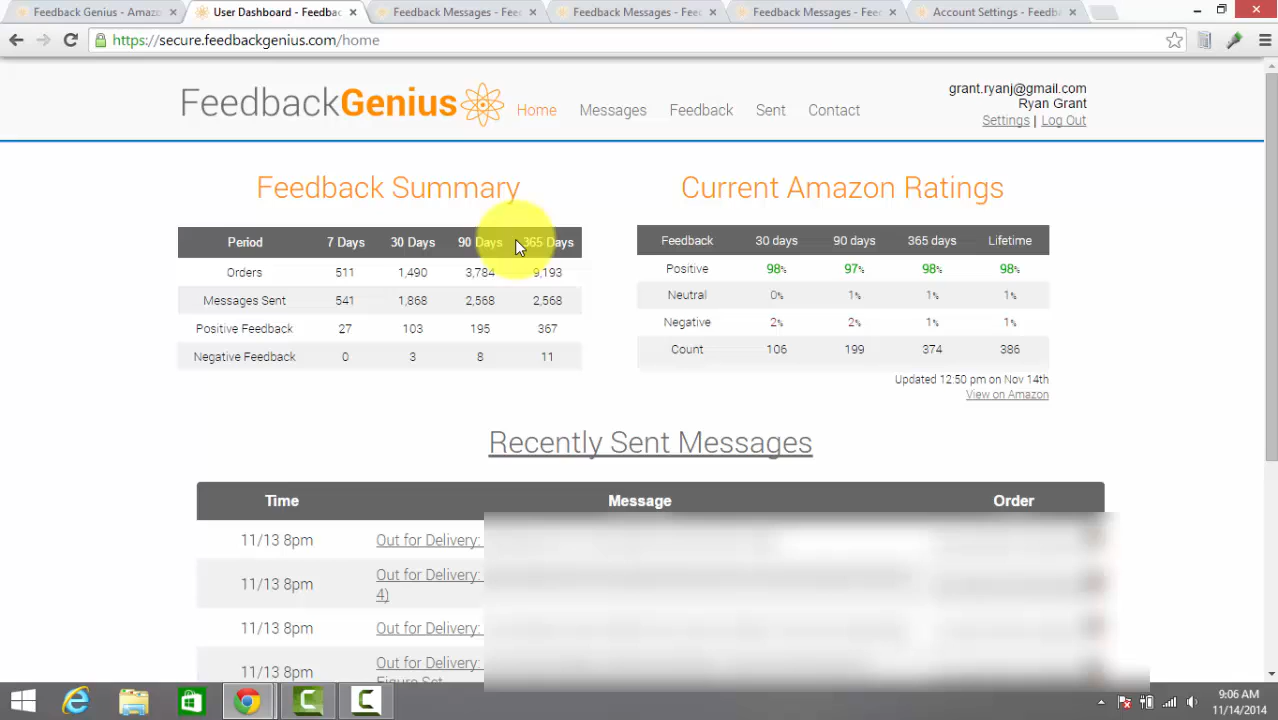 Feedback Genius - Amazo
User Dashboard - Feedbac
Feedback Messages - Fee
Feedback Messages - Fee
Feedback Messages - Fee
Account Settings - Feedb
https://secure.feedbackgenius.com/home
FeedbackGenius
Home Messages Feedback Sent Contact
grant.ryanj@gmail.com
Ryan Grant
Settings | Log Out
Feedback Summary
Period 7 Days 30 Days 90 Days 365 Days
Orders 511 1,490 3,784 9,193
Messages Sent 541 1,868 2,568 2,568
Positive Feedback 27 103 195 367
Negative Feedback 0 3 8 11
Current Amazon Ratings
Feedback 30 days 90 days 365 days Lifetime
Positive 98% 97% 98% 98%
Neutral 0% 1% 1% 1%
Negative 2% 2% 1% 1%
Count 106 199 374 386
Updated 12:50 pm on Nov 14th
View on Amazon
Recently Sent Messages
Time Message Order
11/13 8pm Out for Delivery:
11/13 8pm Out for Delivery:
4)
11/13 8pm Out for Delivery:
11/13 8pm Out for Delivery:
Figure Set
9:06 AM
11/14/2014